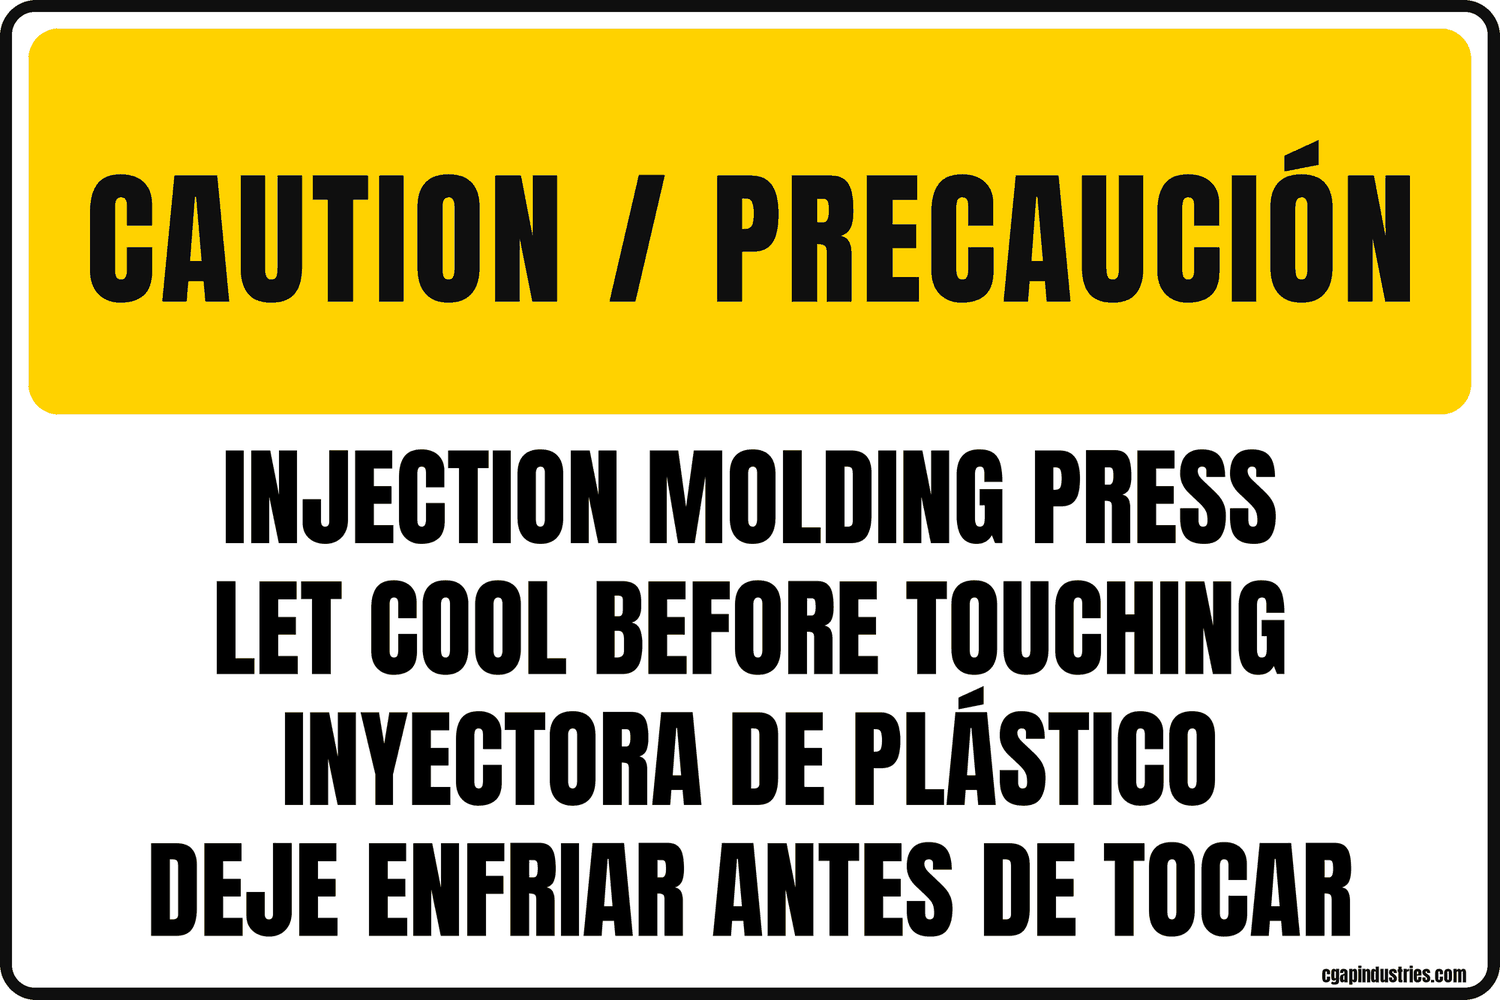 CAUTION / PRECAUCIÓN
INJECTION MOLDING PRESS
LET COOL BEFORE TOUCHING
INYECTORA DE PLÁSTICO
DEJE ENFRIAR ANTES DE TOCAR
cgapindustries.com